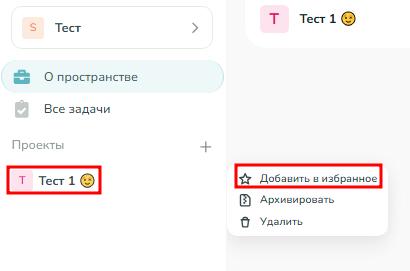 S Тест
О пространстве
Все задачи
Проекты
T Тест 1 😉
T Тест 1 😉
Добавить в избранное
Архивировать
Удалить